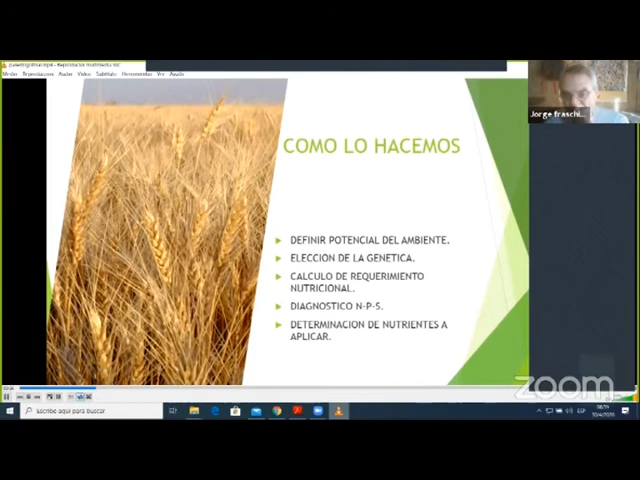 Medio Reproducción Audio Video Subtítulo Herramientas Ver Ayuda
Jorge fraschi...
COMO LO HACEMOS
DEFINIR POTENCIAL DEL AMBIENTE.
ELECCION DE LA GENETICA.
CALCULO DE REQUERIMIENTO
NUTRICIONAL.
DIAGNOSTICO N-P-S.
DETERMINACION DE NUTRIENTES A
APLICAR.
zoom
Escribe aquí para buscar
ESP